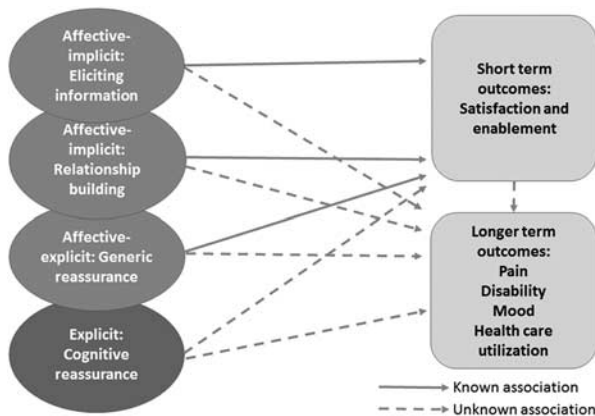 Affective-
implicit:
Eliciting
information
Affective-
implicit:
Relationship
building
Affective-
explicit: Generic
reassurance
Explicit:
Cognitive
reassurance
Short term
outcomes:
Satisfaction and
enablement
Longer term
outcomes:
Pain
Disability
Mood
Health care
utilization
Known association
Unknown association